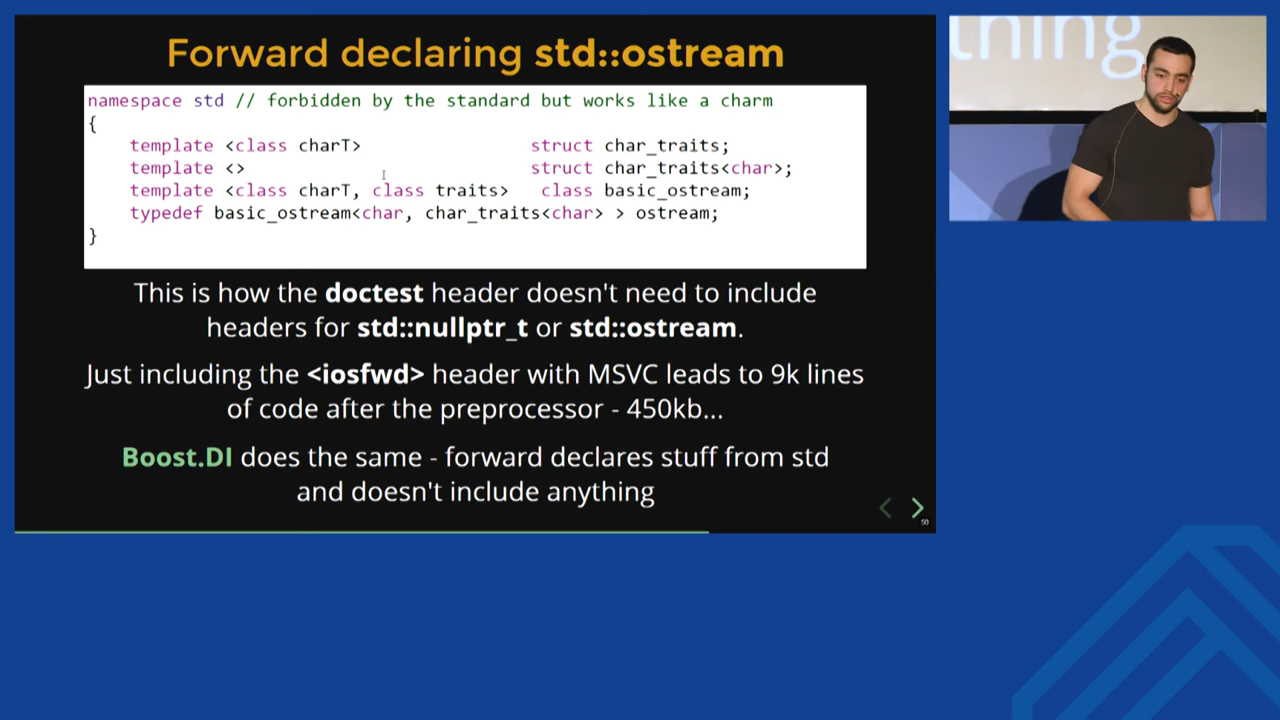 Forward declaring std::ostream
namespace std // forbidden by the standard but works like a charm
{
template <class charT> struct char_traits;
template <> struct char_traits<char>;
template <class charT, class traits> class basic_ostream;
typedef basic_ostream<char, char_traits<char> > ostream;
}
This is how the doctest header doesn't need to include
headers for std::nullptr_t or std::ostream.
Just including the <iosfwd> header with MSVC leads to 9k lines
of code after the preprocessor - 450kb...
Boost.DI does the same - forward declares stuff from std
and doesn't include anything
50
thing